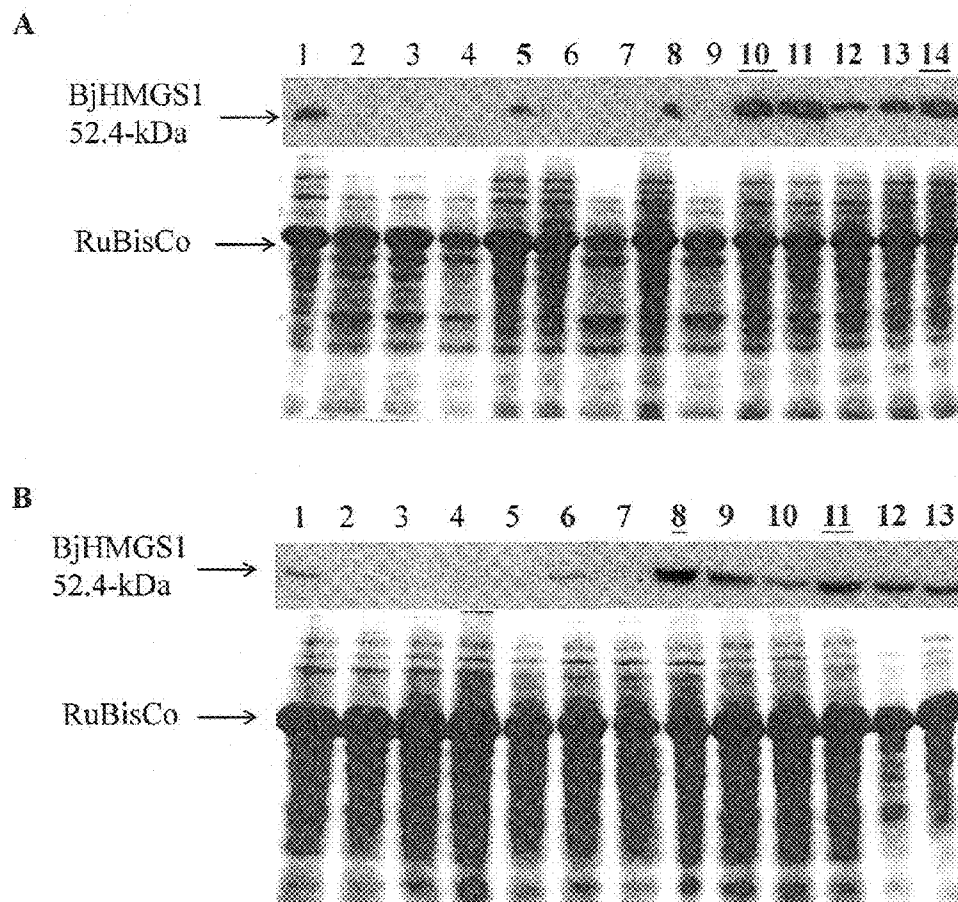 A
1 2 3 4 5 6 7 8 9 10 11 12 13 14
BjHMGS1
52.4-kDa
RuBisCo
B
1 2 3 4 5 6 7 8 9 10 11 12 13
BjHMGS1
52.4-kDa
RuBisCo